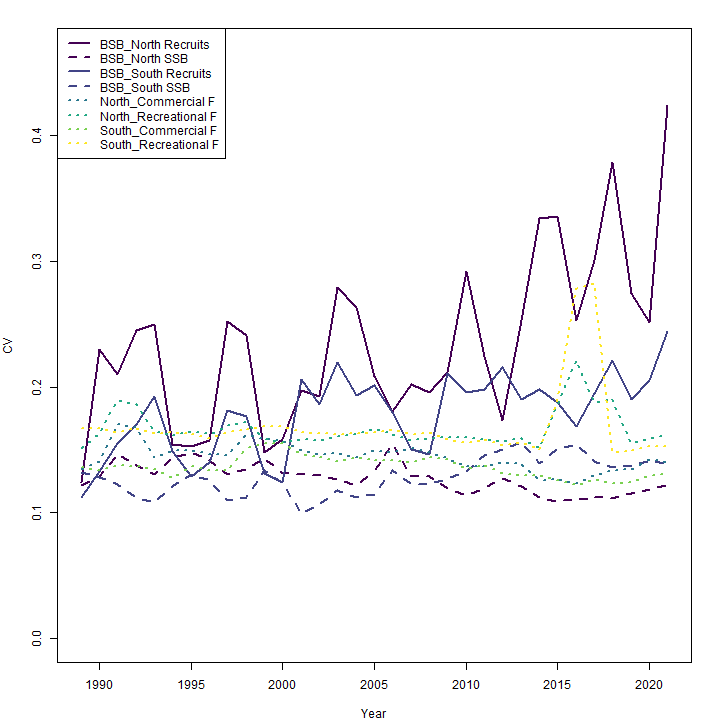 BSB_North Recruits
BSB_North SSB
BSB_South Recruits
BSB_South SSB
North_Commercial F
North_Recreational F
South_Commercial F
South_Recreational F
0.4
0.3
0.2
0.1
0.0
CV
1990 1995 2000 2005 2010 2015 2020
Year